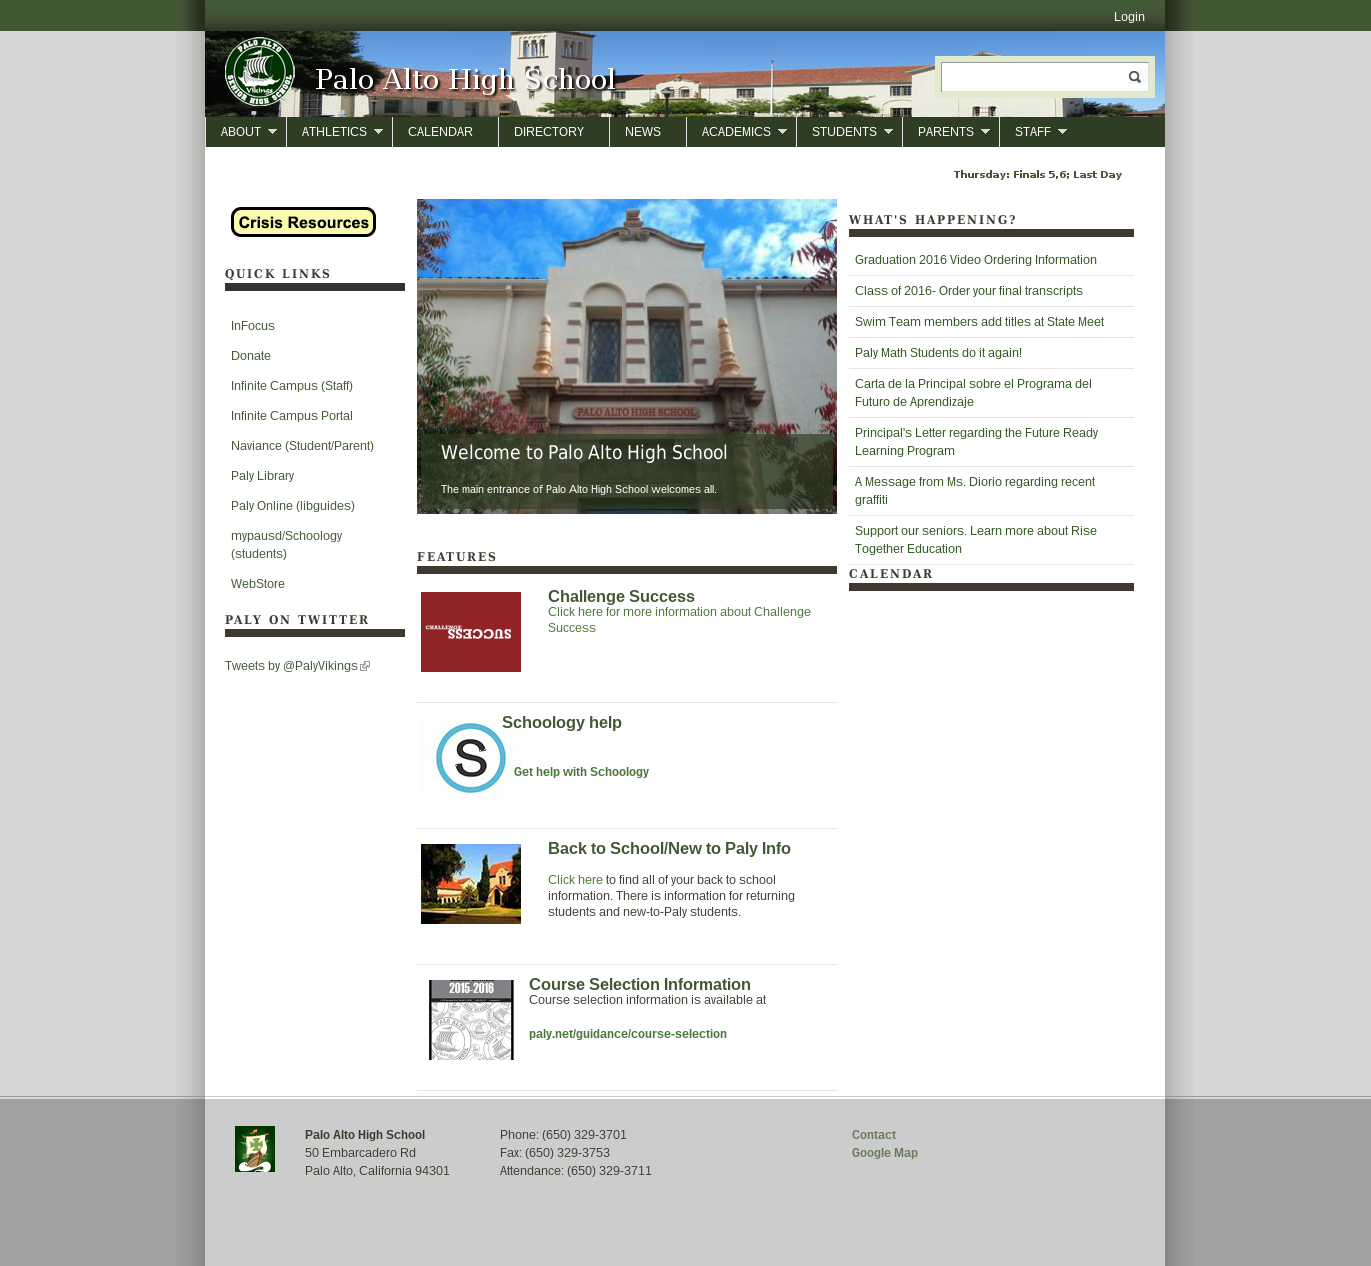 Login
PALO ALTO
SENIOR HIGH SCHOOL
Vikings
Palo Alto High School
ABOUT
ATHLETICS
CALENDAR
DIRECTORY
NEWS
ACADEMICS
STUDENTS
PARENTS
STAFF
Thursday: Finals 5,6; Last Day
Crisis Resources
QUICK LINKS
InFocus
Donate
Infinite Campus (Staff)
Infinite Campus Portal
Naviance (Student/Parent)
Paly Library
Paly Online (libguides)
mypausd/Schoology
(students)
WebStore
PALY ON TWITTER
Tweets by @PalyVikings
PALO ALTO HIGH SCHOOL
Welcome to Palo Alto High School
The main entrance of Palo Alto High School welcomes all.
FEATURES
CHALLENGE
SUCCESS
Challenge Success
Click here for more information about Challenge
Success
S
Schoology help
Get help with Schoology
Back to School/New to Paly Info
Click here to find all of your back to school
information. There is information for returning
students and new-to-Paly students.
2015-2016
Course Selection Information
Course selection information is available at
paly.net/guidance/course-selection
WHAT'S HAPPENING?
Graduation 2016 Video Ordering Information
Class of 2016- Order your final transcripts
Swim Team members add titles at State Meet
Paly Math Students do it again!
Carta de la Principal sobre el Programa del
Futuro de Aprendizaje
Principal's Letter regarding the Future Ready
Learning Program
A Message from Ms. Diorio regarding recent
graffiti
Support our seniors. Learn more about Rise
Together Education
CALENDAR
Palo Alto High School
50 Embarcadero Rd
Palo Alto, California 94301
Phone: (650) 329-3701
Fax: (650) 329-3753
Attendance: (650) 329-3711
Contact
Google Map